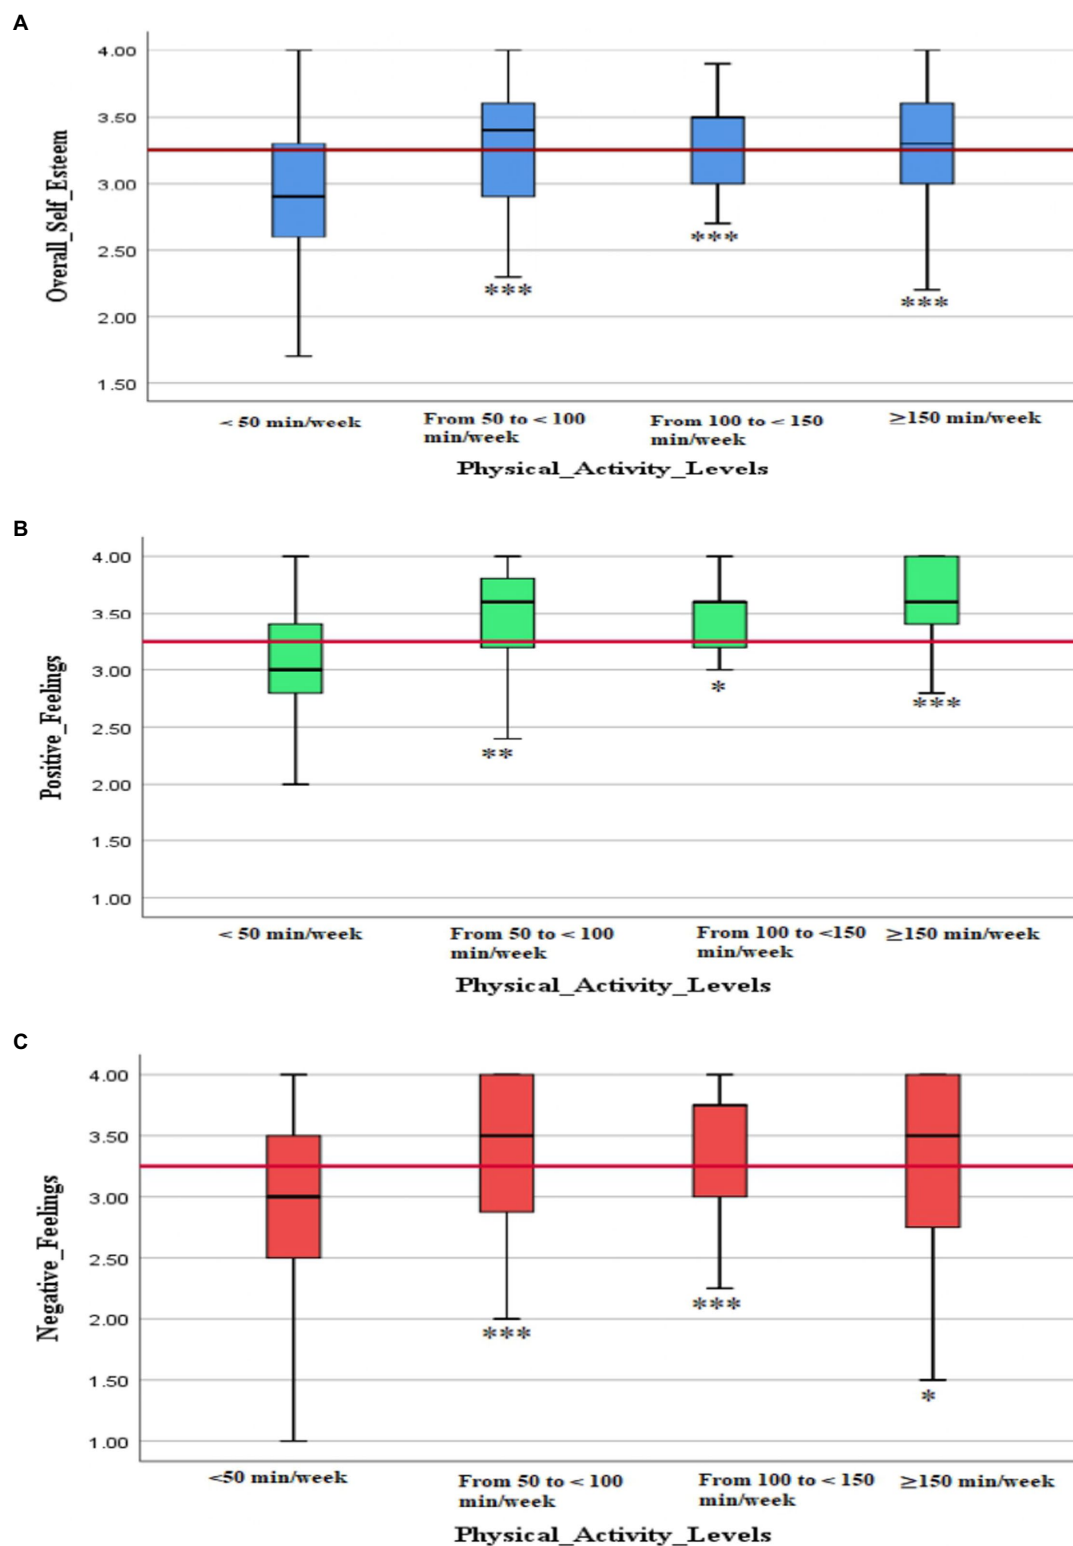 A
4.00
3.50
3.00
2.50
2.00
1.50
Overall_Self_Esteem
< 50 min/week
From 50 to < 100
min/week
From 100 to < 150
min/week
≥150 min/week
Physical_Activity_Levels
***
***
***
B
4.00
3.50
3.00
2.50
2.00
1.50
1.00
Positive_Feelings
< 50 min/week
From 50 to < 100
min/week
From 100 to <150
min/week
≥150 min/week
Physical_Activity_Levels
**
*
***
C
4.00
3.50
3.00
2.50
2.00
1.50
1.00
Negative_Feelings
<50 min/week
From 50 to < 100
min/week
From 100 to < 150
min/week
≥150 min/week
Physical_Activity_Levels
***
***
*